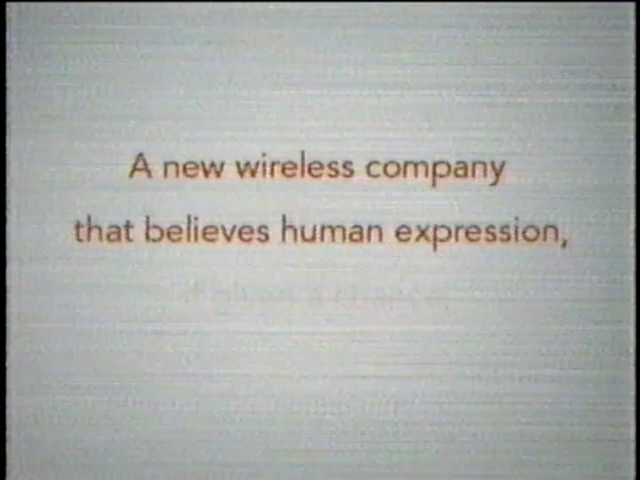 A new wireless company
that believes human expression,